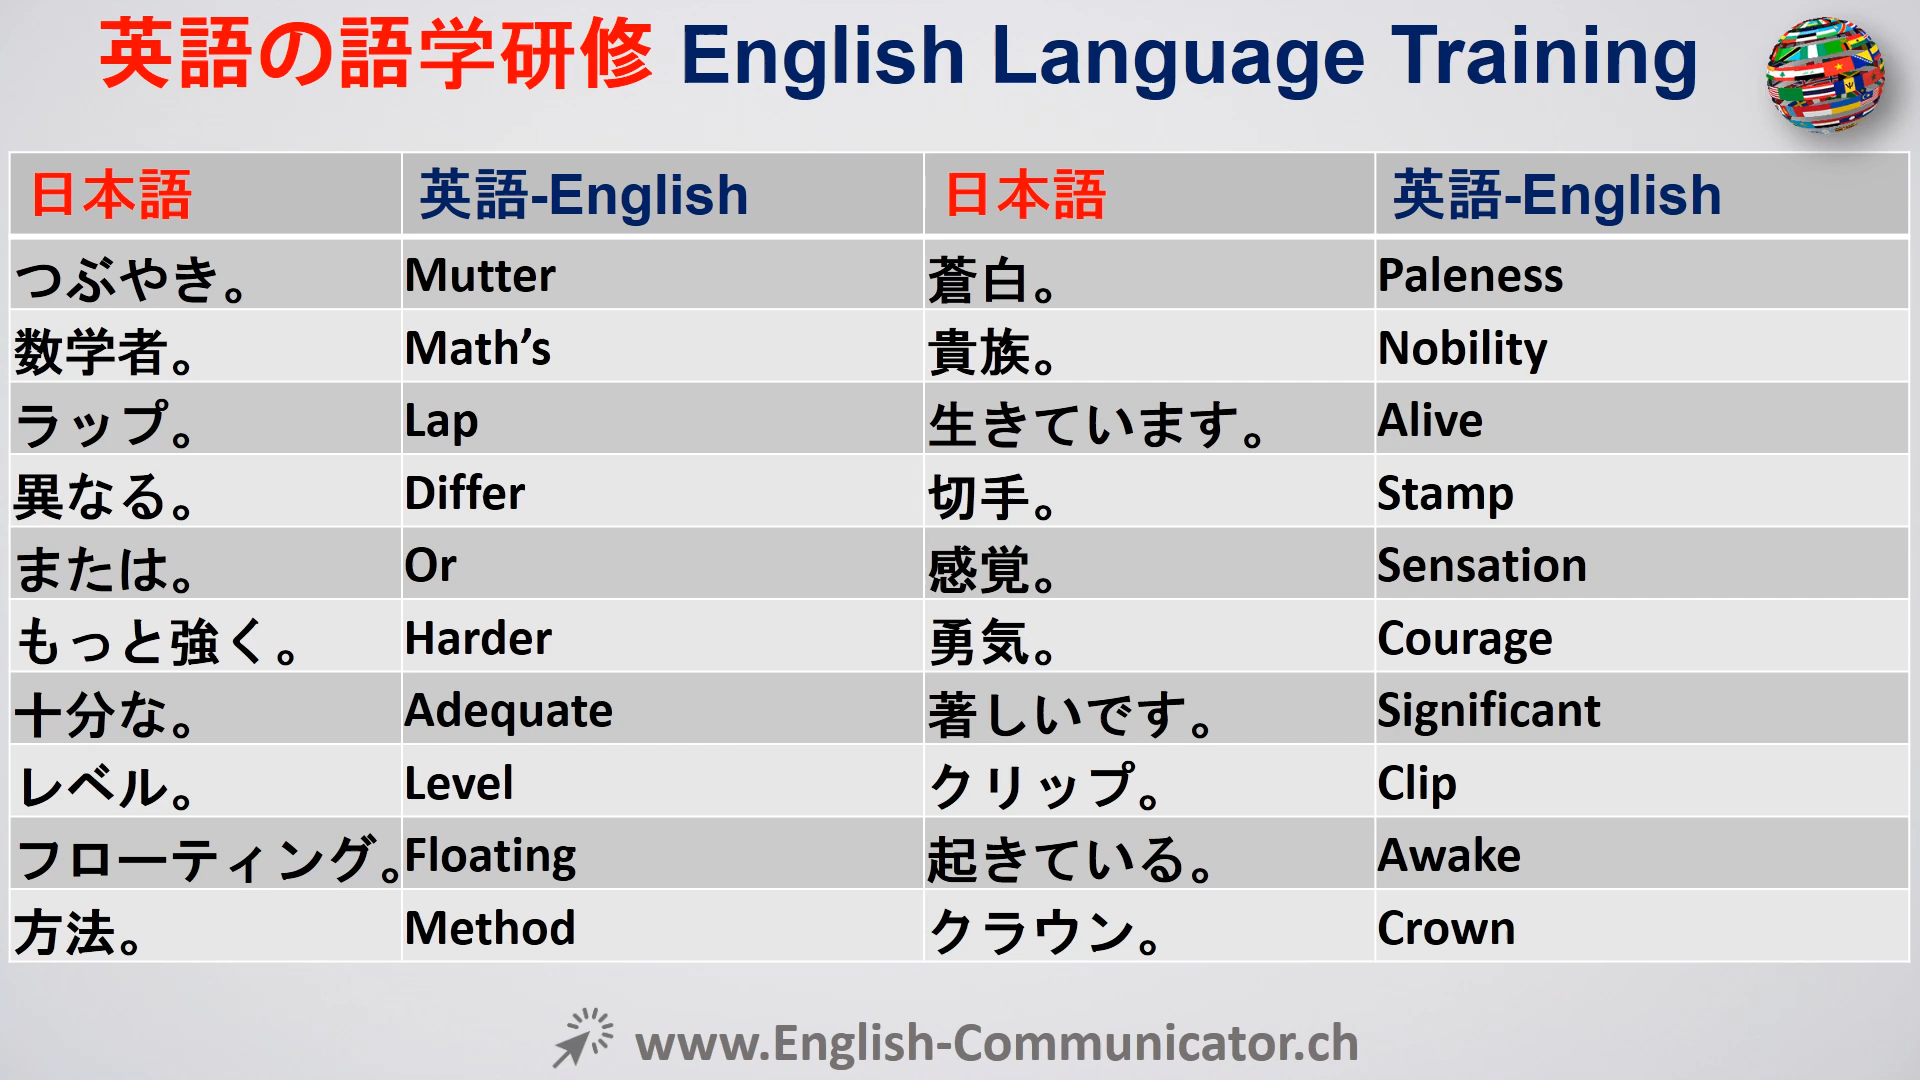 英語の語学研修 English Language Training
日本語 英語-English 日本語 英語-English
つぶやき。 Mutter 蒼白。 Paleness
数学者。 Math’s 貴族。 Nobility
ラップ。 Lap 生きています。 Alive
異なる。 Differ 切手。 Stamp
または。 Or 感覚。 Sensation
もっと強く。 Harder 勇気。 Courage
十分な。 Adequate 著しいです。 Significant
レベル。 Level クリップ。 Clip
フローティング。 Floating 起きている。 Awake
方法。 Method クラウン。 Crown
www.English-Communicator.ch